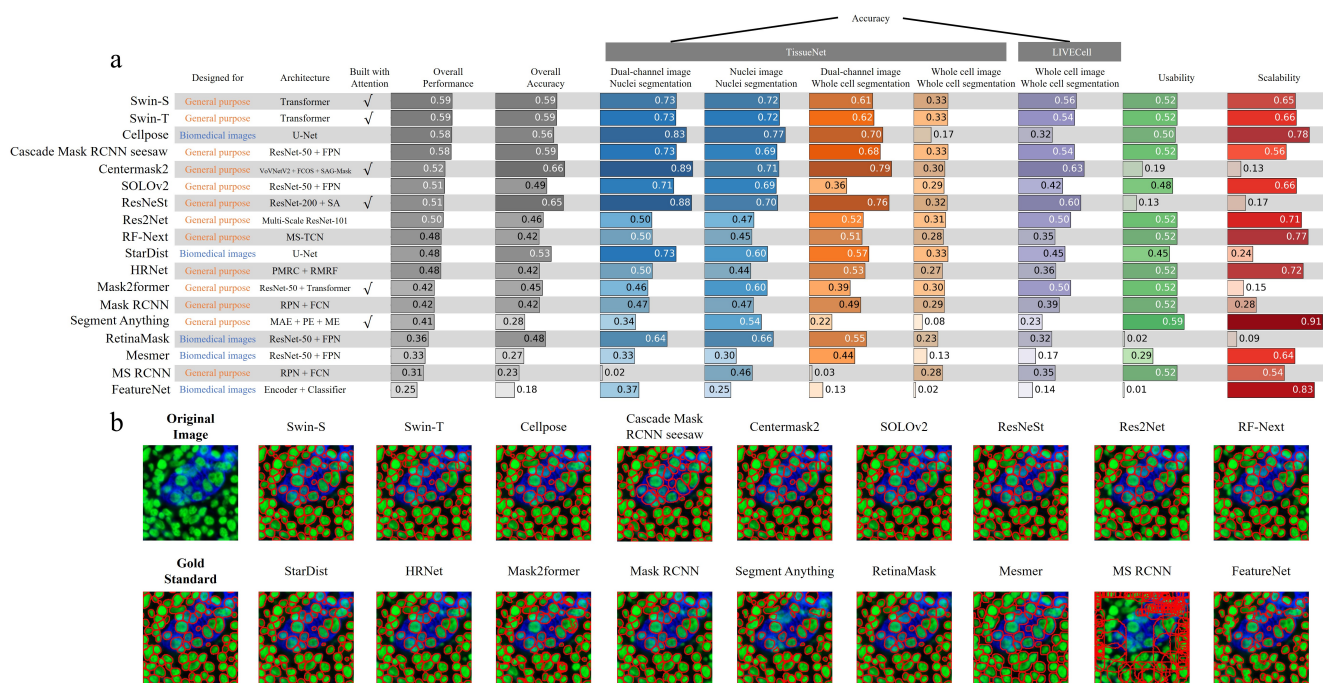 Accuracy
a
TissueNet LIVECell
Designed for Architecture Built with Attention Overall Performance Overall Accuracy Dual-channel image Nuclei segmentation Nuclei image Nuclei segmentation Dual-channel image Whole cell segmentation Whole cell image Whole cell segmentation Whole cell image Whole cell segmentation Usability Scalability
Swin-S General purpose Transformer √ 0.59 0.59 0.73 0.72 0.61 0.33 0.56 0.52 0.65
Swin-T General purpose Transformer √ 0.59 0.59 0.73 0.72 0.62 0.33 0.54 0.52 0.66
Cellpose Biomedical images U-Net 0.58 0.56 0.83 0.77 0.70 0.17 0.32 0.50 0.78
Cascade Mask RCNN seesaw General purpose ResNet-50 + FPN 0.58 0.59 0.73 0.69 0.68 0.33 0.54 0.52 0.56
Centermask2 General purpose VoVNetV2 + FCOS + SAG-Mask √ 0.52 0.66 0.89 0.71 0.79 0.30 0.63 0.19 0.13
SOLOv2 General purpose ResNet-50 + FPN 0.51 0.49 0.71 0.69 0.36 0.29 0.42 0.48 0.66
ResNeSt General purpose ResNet-200 + SA √ 0.51 0.65 0.88 0.70 0.76 0.32 0.60 0.13 0.17
Res2Net General purpose Multi-Scale ResNet-101 0.50 0.46 0.50 0.47 0.52 0.31 0.50 0.52 0.71
RF-Next General purpose MS-TCN 0.48 0.42 0.50 0.45 0.51 0.28 0.35 0.52 0.77
StarDist Biomedical images U-Net 0.48 0.53 0.73 0.60 0.57 0.33 0.45 0.45 0.24
HRNet General purpose PMRC + RMRF 0.48 0.42 0.50 0.44 0.53 0.27 0.36 0.52 0.72
Mask2former General purpose ResNet-50 + Transformer √ 0.42 0.45 0.46 0.60 0.39 0.30 0.50 0.52 0.15
Mask RCNN General purpose RPN + FCN 0.42 0.42 0.47 0.47 0.49 0.29 0.39 0.52 0.28
Segment Anything General purpose MAE + PE + ME √ 0.41 0.28 0.34 0.54 0.22 0.08 0.23 0.59 0.91
RetinaMask Biomedical images ResNet-50 + FPN 0.36 0.48 0.64 0.66 0.55 0.23 0.32 0.02 0.09
Mesmer Biomedical images ResNet-50 + FPN 0.33 0.27 0.33 0.30 0.44 0.13 0.17 0.29 0.64
MS RCNN General purpose RPN + FCN 0.31 0.23 0.02 0.46 0.03 0.28 0.35 0.52 0.54
FeatureNet Biomedical images Encoder + Classifier 0.25 0.18 0.37 0.25 0.13 0.02 0.14 0.01 0.83
b
Original Image Swin-S Swin-T Cellpose Cascade Mask RCNN seesaw Centermask2 SOLOv2 ResNeSt Res2Net RF-Next
Gold Standard StarDist HRNet Mask2former Mask RCNN Segment Anything RetinaMask Mesmer MS RCNN FeatureNet